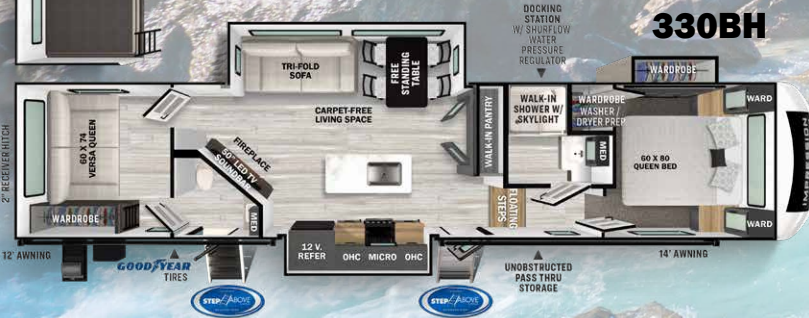 DOCKING
STATION
W/ SHURFLOW
WATER
PRESSURE
REGULATOR
330BH
TRI-FOLD
SOFA
FREE
STANDING
TABLE
WARDROBE
WARD
CARPET-FREE
LIVING SPACE
WALK-IN
SHOWER W/
SKYLIGHT
WARDROBE
WASHER /
DRYER PREP
60 X 74
VERSA QUEEN
2" RECEIVER HITCH
FIREPLACE
50" LED TV
SOUNDBAR
WALK-IN PANTRY
MED
60 X 80
QUEEN BED
WARDROBE
MED
FLOATING
STEPS
WARD
12 V.
REFER
OHC MICRO OHC
12' AWNING
GOODYEAR
TIRES
UNOBSTRUCTED
PASS THRU
STORAGE
14' AWNING
STEP ABOVE
STEP ABOVE